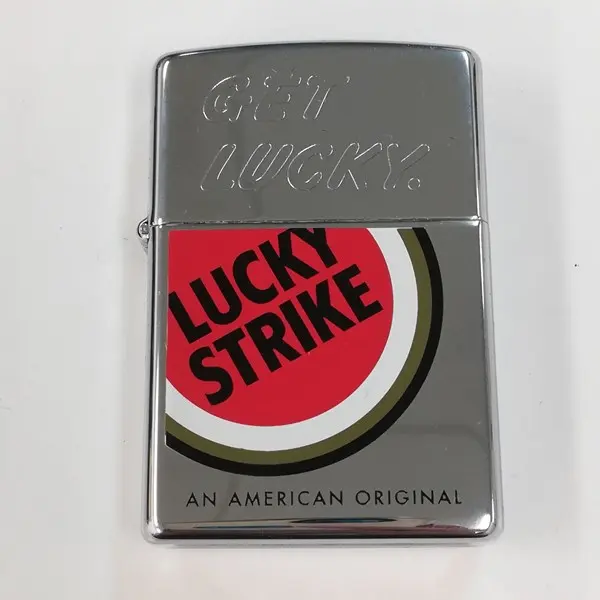 GET
LUCKY.
LUCKY
STRIKE
AN AMERICAN ORIGINAL